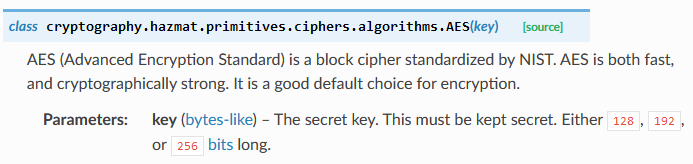 class cryptography.hazmat.primitives.ciphers.algorithms.AES(key) [source]
AES (Advanced Encryption Standard) is a block cipher standardized by NIST. AES is both fast,
and cryptographically strong. It is a good default choice for encryption.
Parameters: key (bytes-like) – The secret key. This must be kept secret. Either 128 , 192 ,
or 256 bits long.